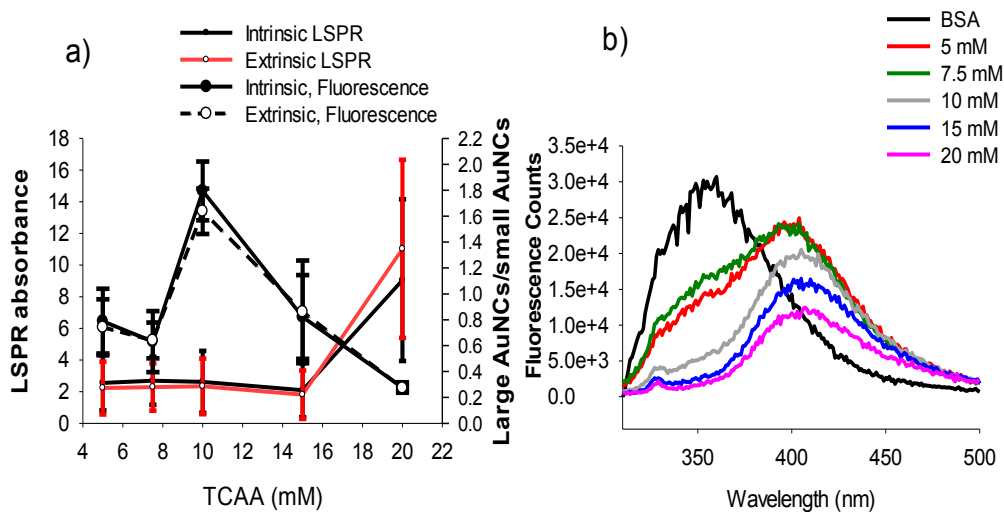 a)
Intrinsic LSPR
Extrinsic LSPR
Intrinsic, Fluorescence
Extrinsic, Fluorescence
LSPR absorbance
18
16
14
12
10
8
6
4
2
0
4 6 8 10 12 14 16 18 20 22
TCAA (mM)
2.2
2.0
1.8
1.6
1.4
1.2
1.0
0.8
0.6
0.4
0.2
0.0
Large AuNCs/small AuNCs
b)
BSA
5 mM
7.5 mM
10 mM
15 mM
20 mM
Fluorescence Counts
3.5e+4
3.0e+4
2.5e+4
2.0e+4
1.5e+4
1.0e+4
5.0e+3
0.0
350 400 450 500
Wavelength (nm)